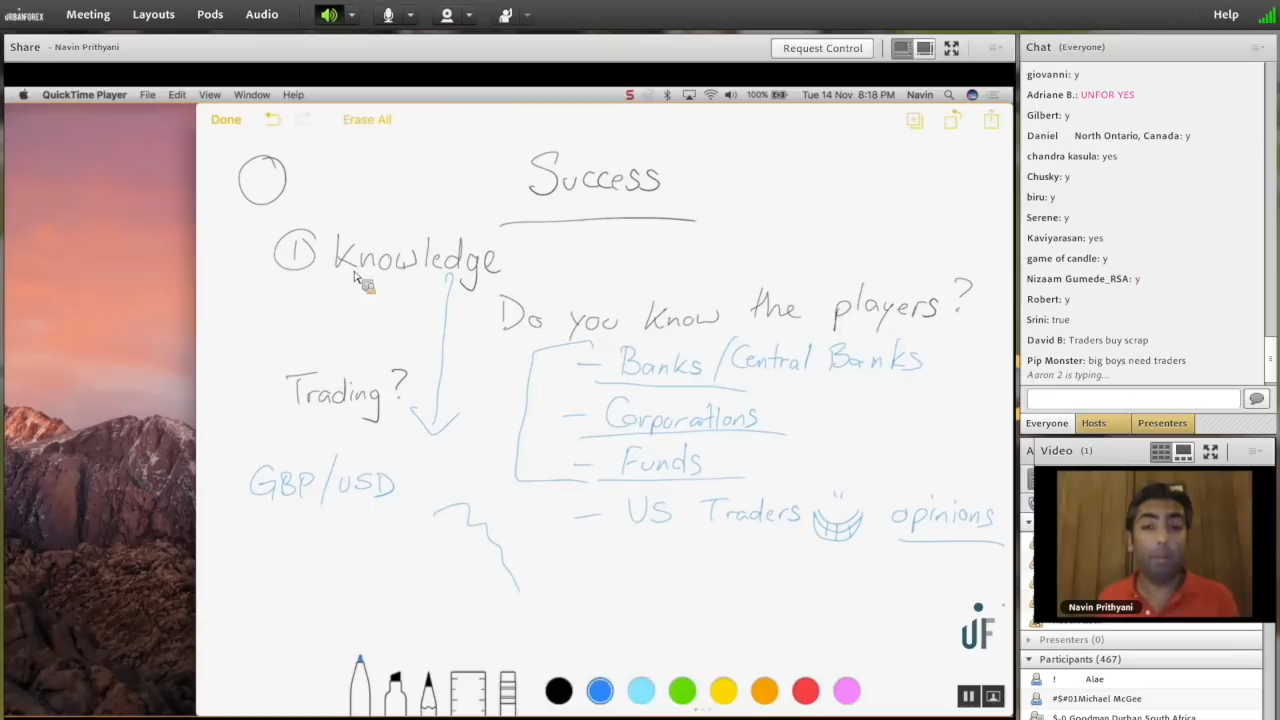 URBANFOREX Meeting Layouts Pods Audio Help
Share - Navin Prithyani Request Control
QuickTime Player File Edit View Window Help S 100% Tue 14 Nov 8:18 PM Navin
Done Erase All
Success
1 Knowledge
Do you know the players?
- Banks/Central Banks
Trading?
- Corporations
- Funds
GBP/USD
- US Traders opinions
UF
Chat (Everyone)
giovanni: y
Adriane B.: UNFOR YES
Gilbert: y
Daniel North Ontario, Canada: y
chandra kasula: yes
Chusky: y
biru: y
Serene: y
Kaviyarasan: yes
game of candle: y
Nizaam Gumede_RSA: y
Robert: y
Srini: true
David B: Traders buy scrap
Pip Monster: big boys need traders
Aaron 2 is typing...
Everyone Hosts Presenters
A Video (1)
Navin Prithyani
Presenters (0)
Participants (467)
! Alae
#$#01Michael McGee
$-0 Goodman Durban South Africa